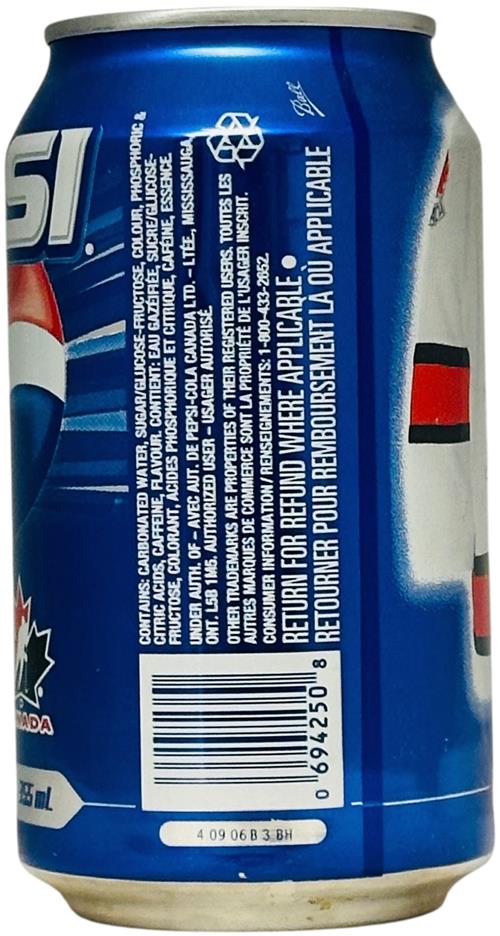 SI
CONTAINS: CARBONATED WATER, SUGAR/GLUCOSE-FRUCTOSE, COLOUR, PHOSPHORIC &
CITRIC ACIDS, CAFFEINE, FLAVOUR. CONTIENT: EAU GAZÉIFIÉE, SUCRE/GLUCOSE-
FRUCTOSE, COLORANT, ACIDES PHOSPHORIQUE ET CITRIQUE, CAFÉINE, ESSENCE.
UNDER AUTH. OF – AVEC AUT. DE PEPSI-COLA CANADA LTD. – LTÉE., MISSISSAUGA,
ONT. L5B 1M5. AUTHORIZED USER – USAGER AUTORISÉ
OTHER TRADEMARKS ARE PROPERTIES OF THEIR REGISTERED USERS. TOUTES LES
AUTRES MARQUES DE COMMERCE SONT LA PROPRIÉTÉ DE L'USAGER INSCRIT.
CONSUMER INFORMATION / RENSEIGNEMENTS: 1-800-433-2652.
RETURN FOR REFUND WHERE APPLICABLE •
RETOURNER POUR REMBOURSEMENT LÀ OÙ APPLICABLE
Ball
NADA
355 mL
0 694250 8
4 09 06 B 3 BH